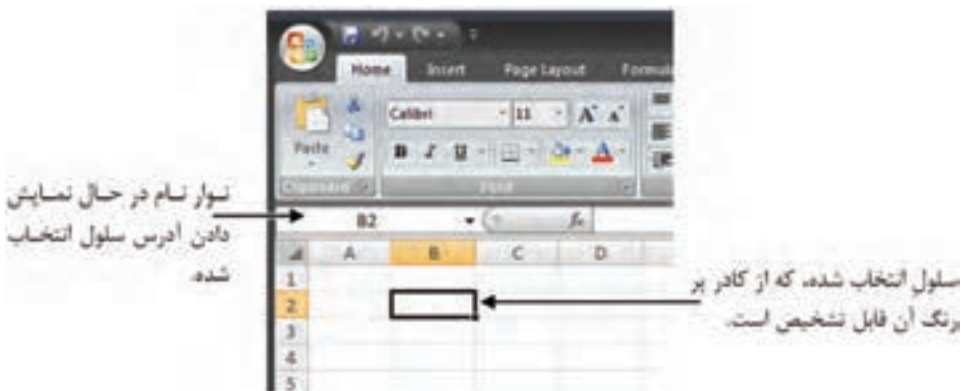 Home Insert Page Layout Formula
Calibri 11 A A
Paste B I U A
Clipboard Font
B2 fx
A B C D
1
2
3
4
5
نوار نام در حال نمایش
دادن آدرس سلول انتخاب
شده.
سلول انتخاب شده، که از کادر پر
رنگ آن قابل تشخیص است.